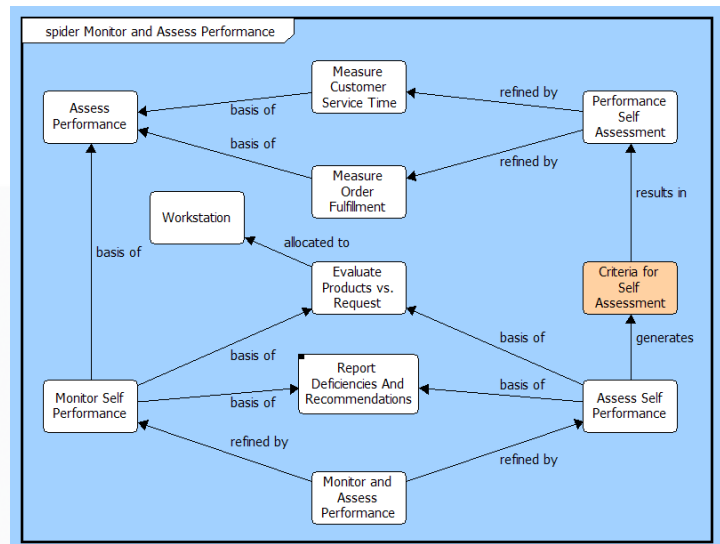 spider Monitor and Assess Performance
Measure
Customer
Service Time
Assess
Performance
basis of
refined by
Performance
Self
Assessment
basis of
refined by
Measure
Order
Fulfillment
Workstation
results in
allocated to
basis of
Evaluate
Products vs.
Request
Criteria for
Self
Assessment
generates
basis of
basis of
Report
Deficiencies And
Recommendations
Monitor Self
Performance
basis of
basis of
Assess Self
Performance
refined by
refined by
Monitor and
Assess
Performance